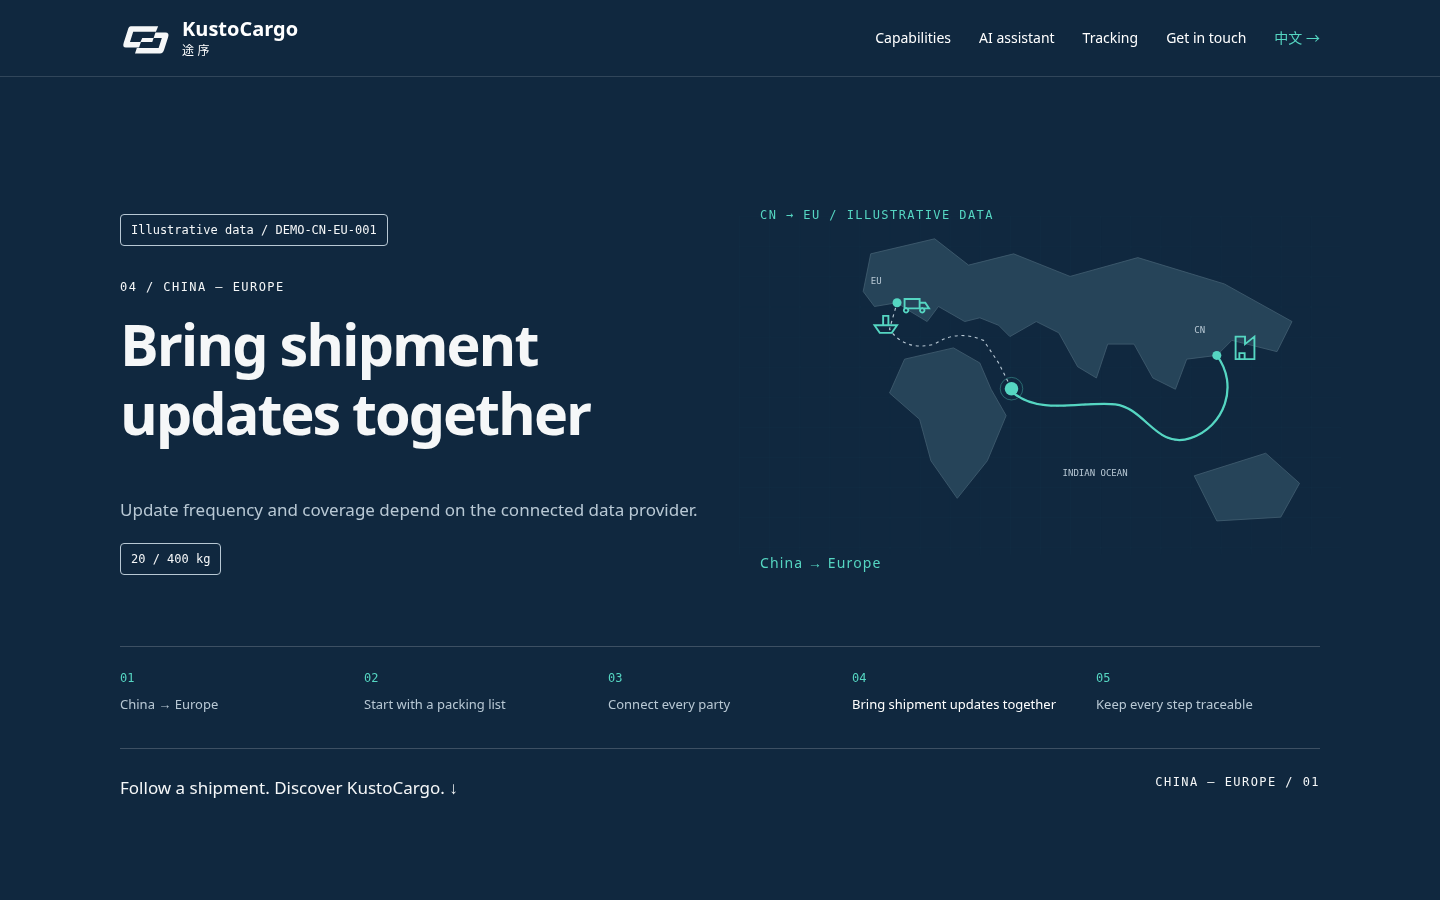 KustoCargo
途序
Capabilities
AI assistant
Tracking
Get in touch
中文 →
Illustrative data / DEMO-CN-EU-001
04 / CHINA — EUROPE
Bring shipment
updates together
Update frequency and coverage depend on the connected data provider.
20 / 400 kg
CN → EU / ILLUSTRATIVE DATA
EU
CN
INDIAN OCEAN
China → Europe
01
China → Europe
02
Start with a packing list
03
Connect every party
04
Bring shipment updates together
05
Keep every step traceable
Follow a shipment. Discover KustoCargo. ↓
CHINA — EUROPE / 01